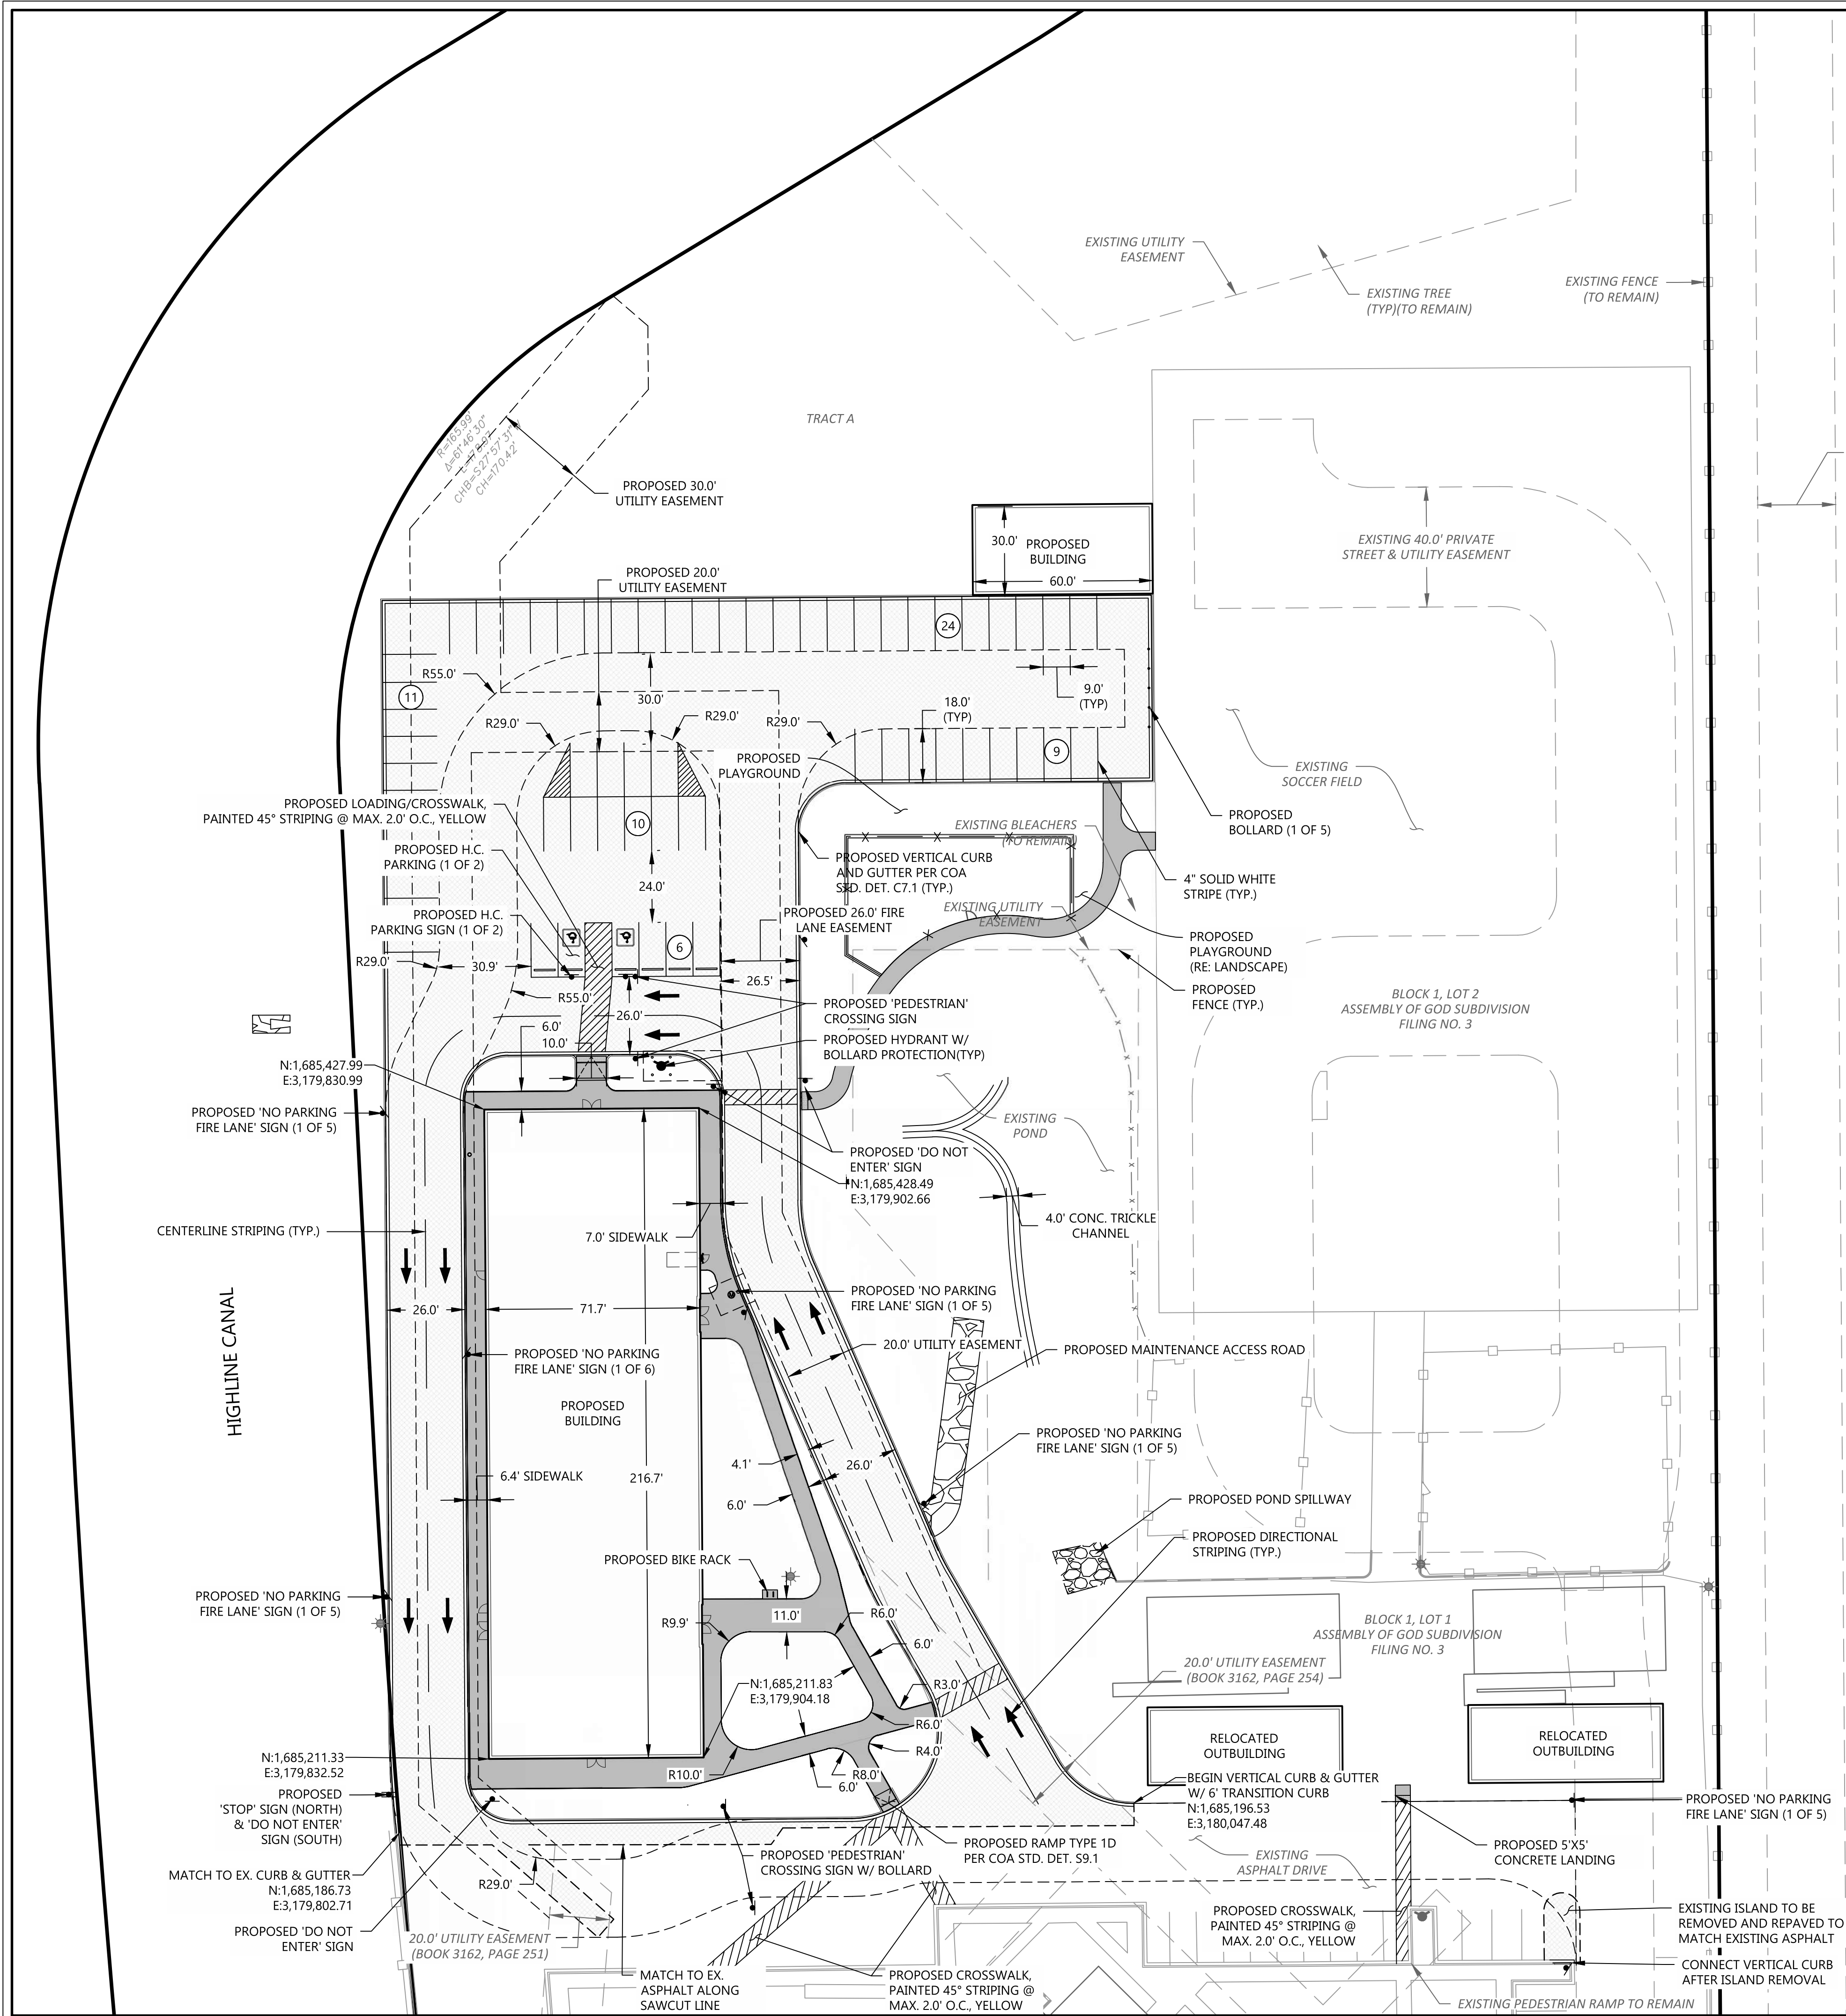 EXISTING UTILITY
EASEMENT
EXISTING TREE
(TYP)(TO REMAIN)
EXISTING FENCE
(TO REMAIN)
TRACT A
R=165.99'
Δ=61°46'30"
L=178.97'
CHB=S27°57'31"W
CH=170.42'
PROPOSED 30.0'
UTILITY EASEMENT
30.0'
PROPOSED
BUILDING
60.0'
EXISTING 40.0' PRIVATE
STREET & UTILITY EASEMENT
PROPOSED 20.0'
UTILITY EASEMENT
24
11
R55.0'
30.0'
9.0'
(TYP)
18.0'
(TYP)
R29.0'
R29.0'
R29.0'
9
PROPOSED
PLAYGROUND
EXISTING
SOCCER FIELD
PROPOSED LOADING/CROSSWALK,
PAINTED 45° STRIPING @ MAX. 2.0' O.C., YELLOW
10
EXISTING BLEACHERS
(TO REMAIN)
PROPOSED
BOLLARD (1 OF 5)
PROPOSED H.C.
PARKING (1 OF 2)
PROPOSED VERTICAL CURB
AND GUTTER PER COA
STD. DET. C7.1 (TYP.)
24.0'
4" SOLID WHITE
STRIPE (TYP.)
PROPOSED H.C.
PARKING SIGN (1 OF 2)
PROPOSED 26.0' FIRE
LANE EASEMENT
EXISTING UTILITY
EASEMENT
6
PROPOSED
PLAYGROUND
(RE: LANDSCAPE)
R29.0'
30.9'
26.5'
PROPOSED
FENCE (TYP.)
BLOCK 1, LOT 2
ASSEMBLY OF GOD SUBDIVISION
FILING NO. 3
R55.0'
PROPOSED 'PEDESTRIAN'
CROSSING SIGN
26.0'
6.0'
10.0'
PROPOSED HYDRANT W/
BOLLARD PROTECTION(TYP)
N:1,685,427.99
E:3,179,830.99
PROPOSED 'NO PARKING
FIRE LANE' SIGN (1 OF 5)
EXISTING
POND
PROPOSED 'DO NOT
ENTER' SIGN
N:1,685,428.49
E:3,179,902.66
4.0' CONC. TRICKLE
CHANNEL
CENTERLINE STRIPING (TYP.)
7.0' SIDEWALK
HIGHLINE CANAL
26.0'
71.7'
PROPOSED 'NO PARKING
FIRE LANE' SIGN (1 OF 5)
20.0' UTILITY EASEMENT
PROPOSED MAINTENANCE ACCESS ROAD
PROPOSED 'NO PARKING
FIRE LANE' SIGN (1 OF 6)
PROPOSED
BUILDING
PROPOSED 'NO PARKING
FIRE LANE' SIGN (1 OF 5)
6.4' SIDEWALK
216.7'
4.1'
26.0'
6.0'
PROPOSED POND SPILLWAY
PROPOSED DIRECTIONAL
STRIPING (TYP.)
PROPOSED BIKE RACK
PROPOSED 'NO PARKING
FIRE LANE' SIGN (1 OF 5)
R9.9'
11.0'
R6.0'
6.0'
BLOCK 1, LOT 1
ASSEMBLY OF GOD SUBDIVISION
FILING NO. 3
20.0' UTILITY EASEMENT
(BOOK 3162, PAGE 254)
N:1,685,211.83
E:3,179,904.18
R3.0'
R6.0'
R4.0'
RELOCATED
OUTBUILDING
RELOCATED
OUTBUILDING
N:1,685,211.33
E:3,179,832.52
R10.0'
R8.0'
6.0'
BEGIN VERTICAL CURB & GUTTER
W/ 6' TRANSITION CURB
N:1,685,196.53
E:3,180,047.48
PROPOSED
'STOP' SIGN (NORTH)
& 'DO NOT ENTER'
SIGN (SOUTH)
PROPOSED 'NO PARKING
FIRE LANE' SIGN (1 OF 5)
PROPOSED RAMP TYPE 1D
PER COA STD. DET. S9.1
PROPOSED 5'X5'
CONCRETE LANDING
PROPOSED 'PEDESTRIAN'
CROSSING SIGN W/ BOLLARD
EXISTING
ASPHALT DRIVE
MATCH TO EX. CURB & GUTTER
N:1,685,186.73
E:3,179,802.71
R29.0'
PROPOSED 'DO NOT
ENTER' SIGN
20.0' UTILITY EASEMENT
(BOOK 3162, PAGE 251)
PROPOSED CROSSWALK,
PAINTED 45° STRIPING @
MAX. 2.0' O.C., YELLOW
EXISTING ISLAND TO BE
REMOVED AND REPAVED TO
MATCH EXISTING ASPHALT
MATCH TO EX.
ASPHALT ALONG
SAWCUT LINE
PROPOSED CROSSWALK,
PAINTED 45° STRIPING @
MAX. 2.0' O.C., YELLOW
CONNECT VERTICAL CURB
AFTER ISLAND REMOVAL
EXISTING PEDESTRIAN RAMP TO REMAIN